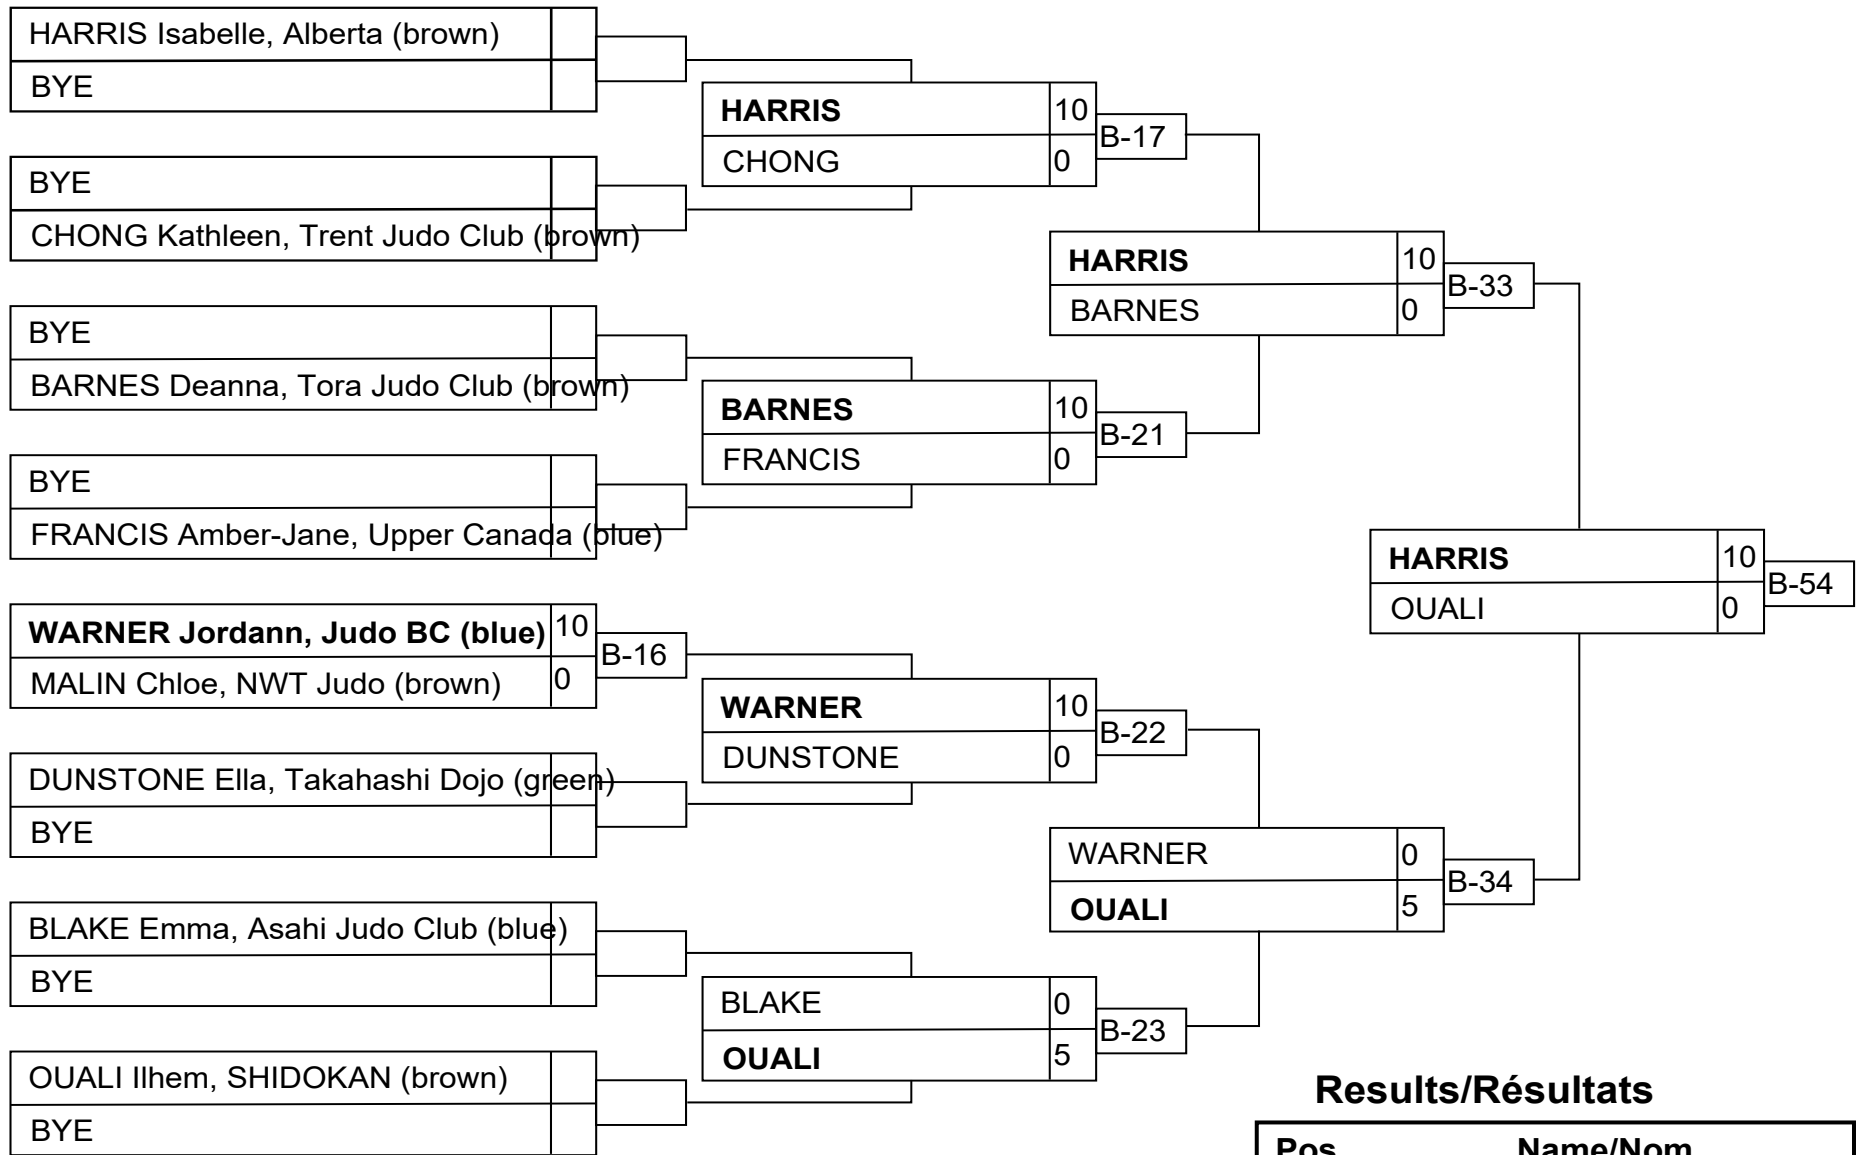 HARRIS Isabelle, Alberta (brown)
BYE
BYE
CHONG Kathleen, Trent Judo Club (brown)
BYE
BARNES Deanna, Tora Judo Club (brown)
BYE
FRANCIS Amber-Jane, Upper Canada (blue)
WARNER Jordann, Judo BC (blue) 10
MALIN Chloe, NWT Judo (brown) 0
B-16
DUNSTONE Ella, Takahashi Dojo (green)
BYE
BLAKE Emma, Asahi Judo Club (blue)
BYE
OUALI Ilhem, SHIDOKAN (brown)
BYE
HARRIS 10
CHONG 0
B-17
BARNES 10
FRANCIS 0
B-21
WARNER 10
DUNSTONE 0
B-22
BLAKE 0
OUALI 5
B-23
HARRIS 10
BARNES 0
B-33
WARNER 0
OUALI 5
B-34
HARRIS 10
OUALI 0
B-54
Results/Résultats
Pos Name/Nom